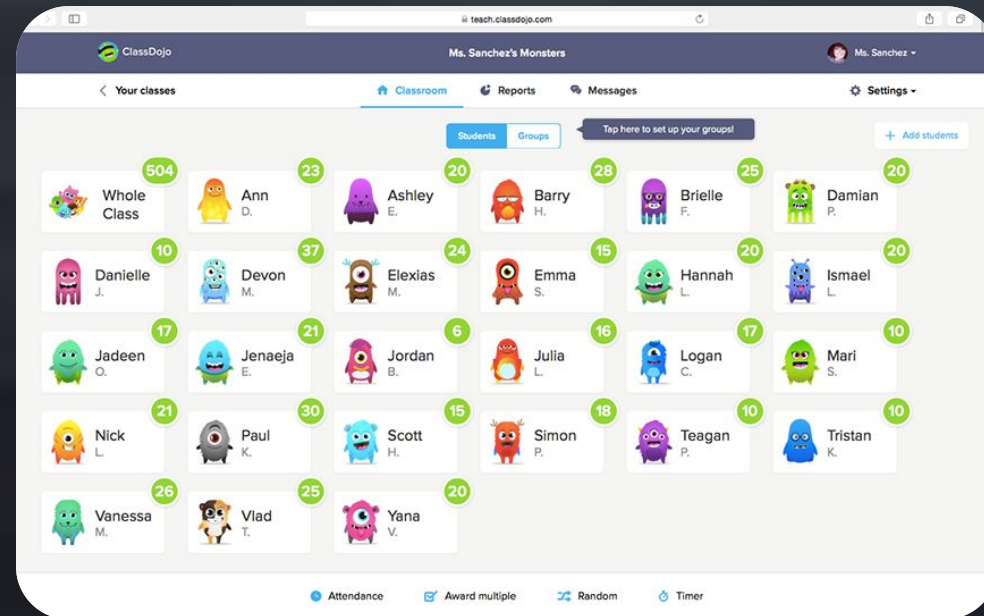 teach.classdojo.com
ClassDojo
Ms. Sanchez's Monsters
Ms. Sanchez
Your classes
Classroom
Reports
Messages
Settings
Students
Groups
Tap here to set up your groups!
+ Add students
504
Whole
Class
23
Ann
D.
20
Ashley
E.
28
Barry
H.
25
Brielle
F.
20
Damian
P.
10
Danielle
J.
37
Devon
M.
24
Elexias
M.
15
Emma
S.
20
Hannah
L.
20
Ismael
L.
17
Jadeen
O.
21
Jenaeja
E.
6
Jordan
B.
16
Julia
L.
17
Logan
C.
10
Mari
S.
21
Nick
L.
30
Paul
K.
15
Scott
H.
18
Simon
P.
10
Teagan
P.
10
Tristan
K.
26
Vanessa
M.
25
Vlad
T.
20
Yana
V.
Attendance
Award multiple
Random
Timer